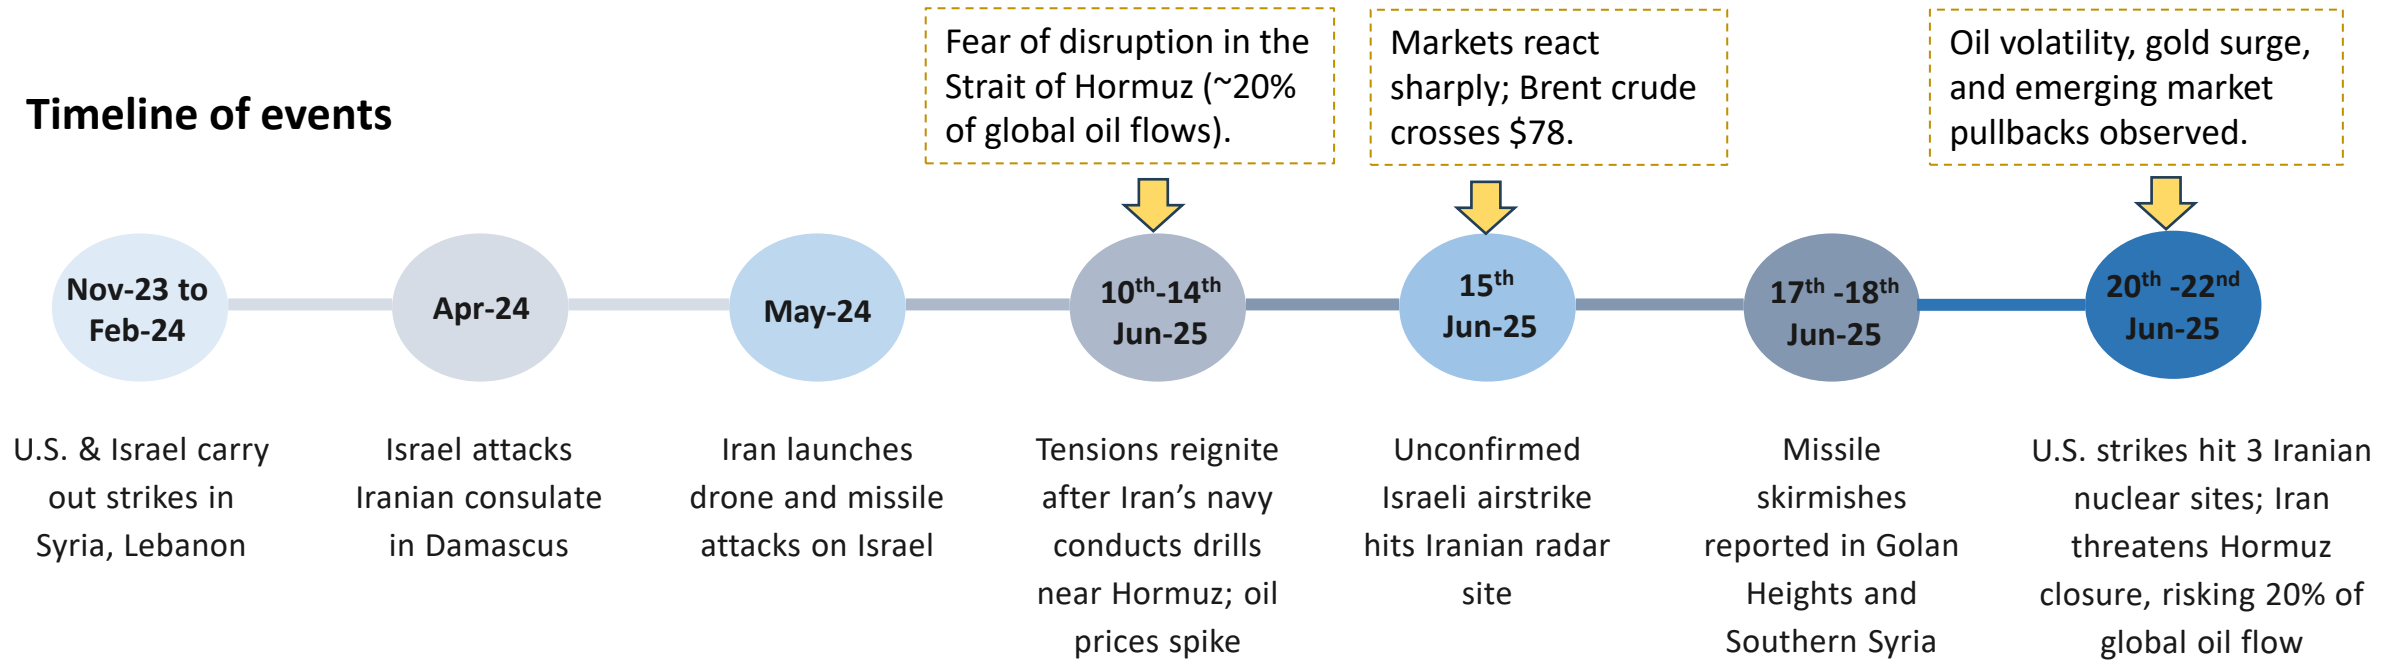 Timeline of events
Fear of disruption in the
Strait of Hormuz (~20%
of global oil flows).
Markets react
sharply; Brent crude
crosses $78.
Oil volatility, gold surge,
and emerging market
pullbacks observed.
Nov-23 to
Feb-24
Apr-24
May-24
10th-14th
Jun-25
15th
Jun-25
17th -18th
Jun-25
20th -22nd
Jun-25
U.S. & Israel carry
out strikes in
Syria, Lebanon
Israel attacks
Iranian consulate
in Damascus
Iran launches
drone and missile
attacks on Israel
Tensions reignite
after Iran’s navy
conducts drills
near Hormuz; oil
prices spike
Unconfirmed
Israeli airstrike
hits Iranian radar
site
Missile
skirmishes
reported in Golan
Heights and
Southern Syria
U.S. strikes hit 3 Iranian
nuclear sites; Iran
threatens Hormuz
closure, risking 20% of
global oil flow